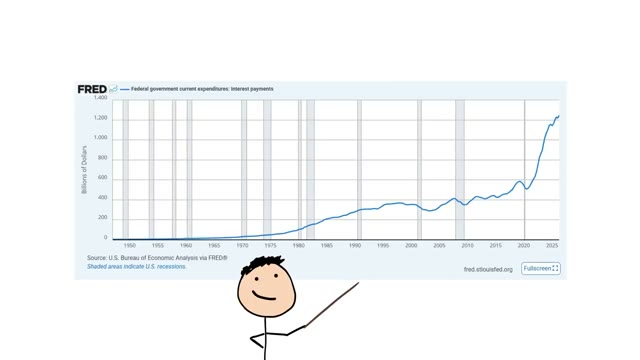 FRED
Federal government current expenditures: Interest payments
1,400
1,200
1,000
800
600
400
200
0
Billions of Dollars
1950 1955 1960 1965 1970 1975 1980 1985 1990 1995 2000 2005 2010 2015 2020 2025
Source: U.S. Bureau of Economic Analysis via FRED®
Shaded areas indicate U.S. recessions.
fred.stlouisfed.org
Fullscreen